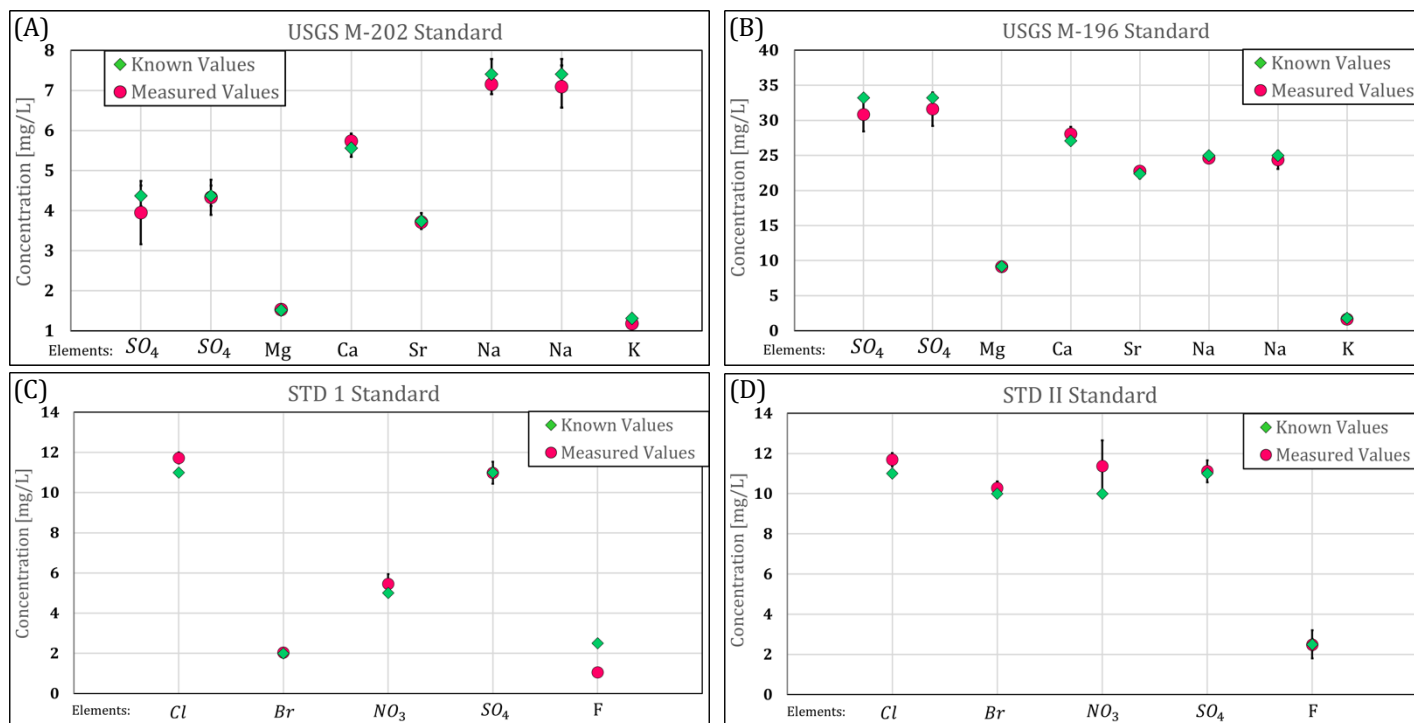 (A)
USGS M-202 Standard
Known Values
Measured Values
Concentration [mg/L]
8
7
6
5
4
3
2
1
Elements: SO₄ SO₄ Mg Ca Sr Na Na K
(B)
USGS M-196 Standard
Known Values
Measured Values
Concentration [mg/L]
40
35
30
25
20
15
10
5
0
Elements: SO₄ SO₄ Mg Ca Sr Na Na K
(C)
STD 1 Standard
Known Values
Measured Values
Concentration [mg/L]
14
12
10
8
6
4
2
0
Elements: Cl Br NO₃ SO₄ F
(D)
STD II Standard
Known Values
Measured Values
Concentration [mg/L]
14
12
10
8
6
4
2
0
Elements: Cl Br NO₃ SO₄ F